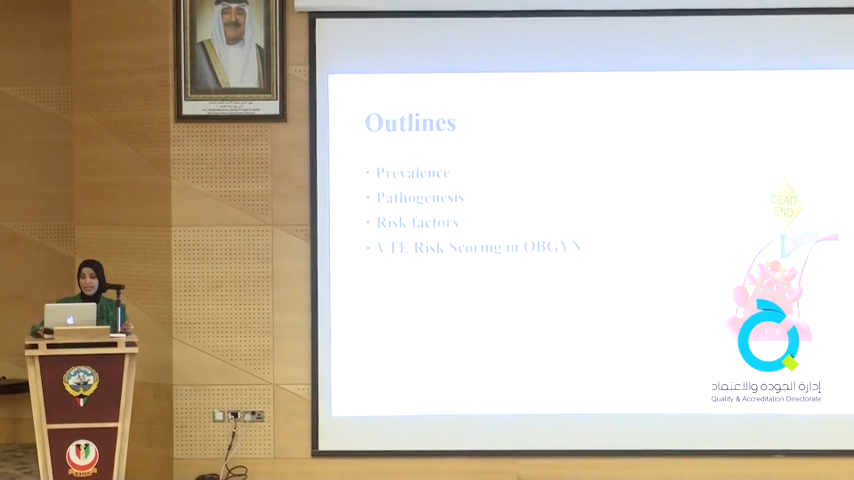 Outlines
• Prevalence
• Pathogenesis
• Risk factors
• VTE Risk Scoring in OBGYN
DEAD
END
إدارة الجودة والاعتماد
Quality & Accreditation Directorate